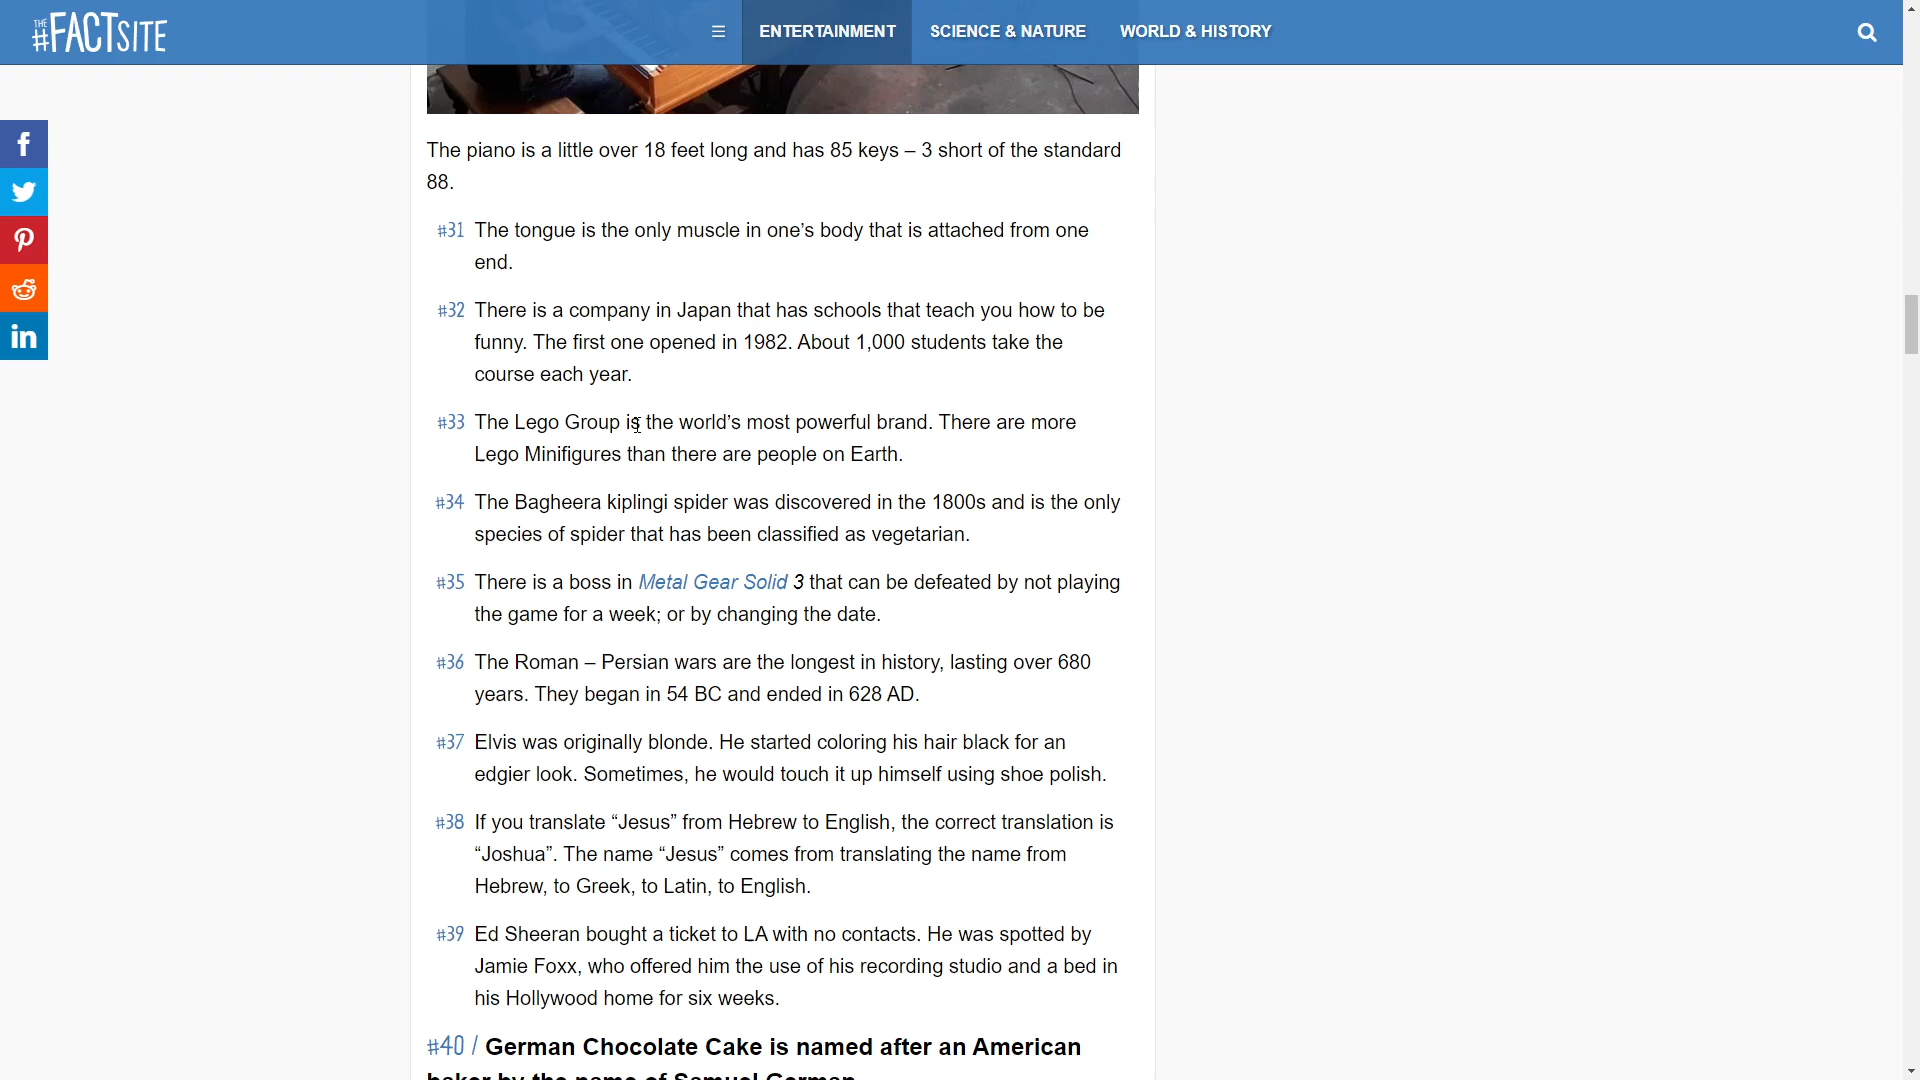 THE #FACTSITE
☰ ENTERTAINMENT SCIENCE & NATURE WORLD & HISTORY
The piano is a little over 18 feet long and has 85 keys – 3 short of the standard
88.
#31 The tongue is the only muscle in one’s body that is attached from one
end.
#32 There is a company in Japan that has schools that teach you how to be
funny. The first one opened in 1982. About 1,000 students take the
course each year.
#33 The Lego Group is the world’s most powerful brand. There are more
Lego Minifigures than there are people on Earth.
#34 The Bagheera kiplingi spider was discovered in the 1800s and is the only
species of spider that has been classified as vegetarian.
#35 There is a boss in Metal Gear Solid 3 that can be defeated by not playing
the game for a week; or by changing the date.
#36 The Roman – Persian wars are the longest in history, lasting over 680
years. They began in 54 BC and ended in 628 AD.
#37 Elvis was originally blonde. He started coloring his hair black for an
edgier look. Sometimes, he would touch it up himself using shoe polish.
#38 If you translate “Jesus” from Hebrew to English, the correct translation is
“Joshua”. The name “Jesus” comes from translating the name from
Hebrew, to Greek, to Latin, to English.
#39 Ed Sheeran bought a ticket to LA with no contacts. He was spotted by
Jamie Foxx, who offered him the use of his recording studio and a bed in
his Hollywood home for six weeks.
#40 / German Chocolate Cake is named after an American
baker by the name of Samuel German